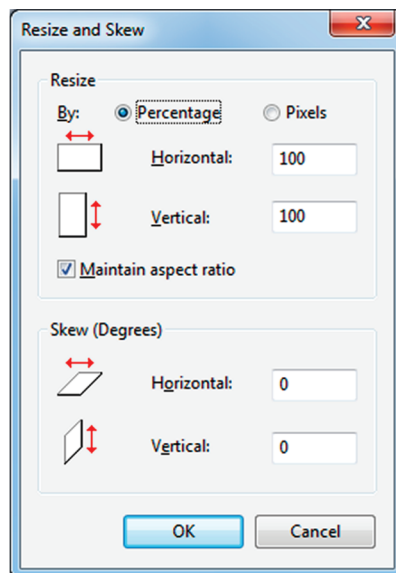 Resize and Skew
Resize
By: Percentage Pixels
Horizontal: 100
Vertical: 100
Maintain aspect ratio
Skew (Degrees)
Horizontal: 0
Vertical: 0
OK Cancel